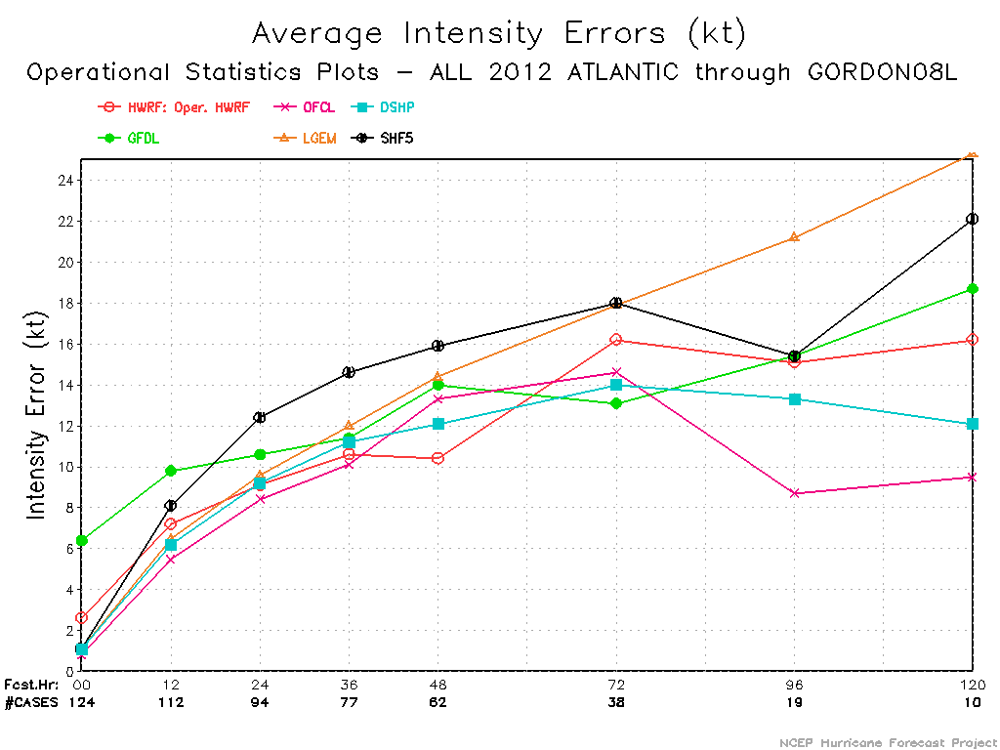 Average Intensity Errors (kt)
Operational Statistics Plots - ALL 2012 ATLANTIC through GORDON08L
HWRF: Oper. HWRF OFCL DSHP
GFDL LGEM SHF5
Intensity Error (kt)
24
22
20
18
16
14
12
10
8
6
4
2
0
Fcst.Hr: 00 12 24 36 48 72 96 120
#CASES 124 112 94 77 62 38 19 10
NCEP Hurricane Forecast Project